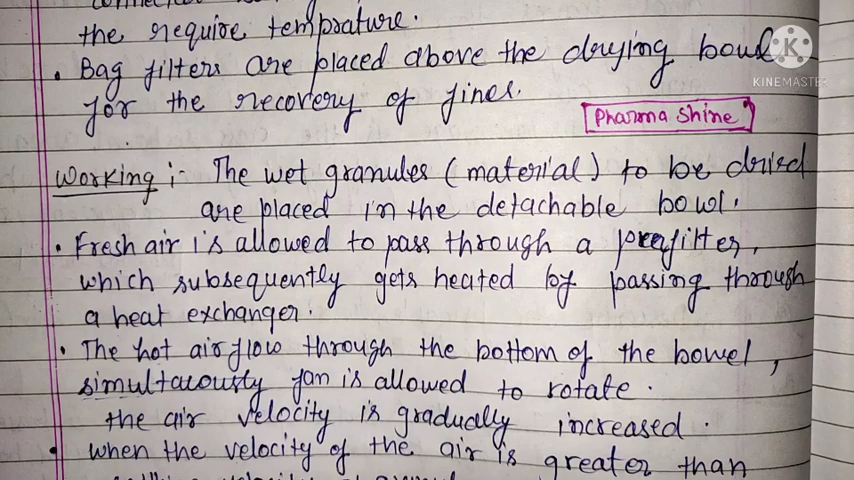 the require temprature.
• Bag filters are placed above the drying bowl
for the recovery of fines.
K
KINEMASTER
Pharma Shine
Working :- The wet granules (material) to be dried
are placed in the detachable bowl.
• Fresh air is allowed to pass through a prefilter,
which subsequently gets heated by passing through
a heat exchanger.
• The hot air flow through the bottom of the bowel,
simultaously fan is allowed to rotate.
the air velocity is gradually increased.
• when the velocity of the air is greater than